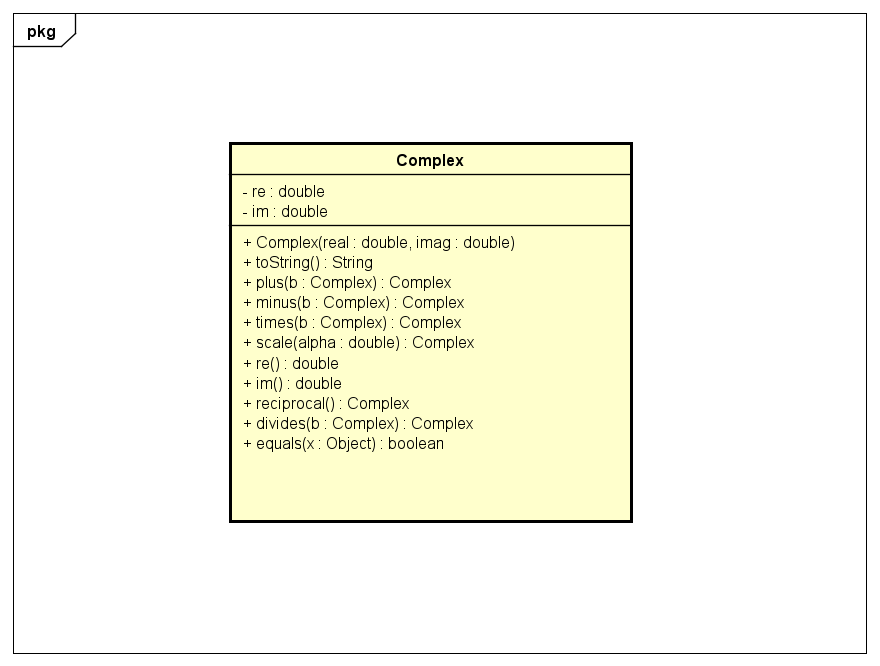 pkg
Complex
- re : double
- im : double
+ Complex(real : double, imag : double)
+ toString() : String
+ plus(b : Complex) : Complex
+ minus(b : Complex) : Complex
+ times(b : Complex) : Complex
+ scale(alpha : double) : Complex
+ re() : double
+ im() : double
+ reciprocal() : Complex
+ divides(b : Complex) : Complex
+ equals(x : Object) : boolean